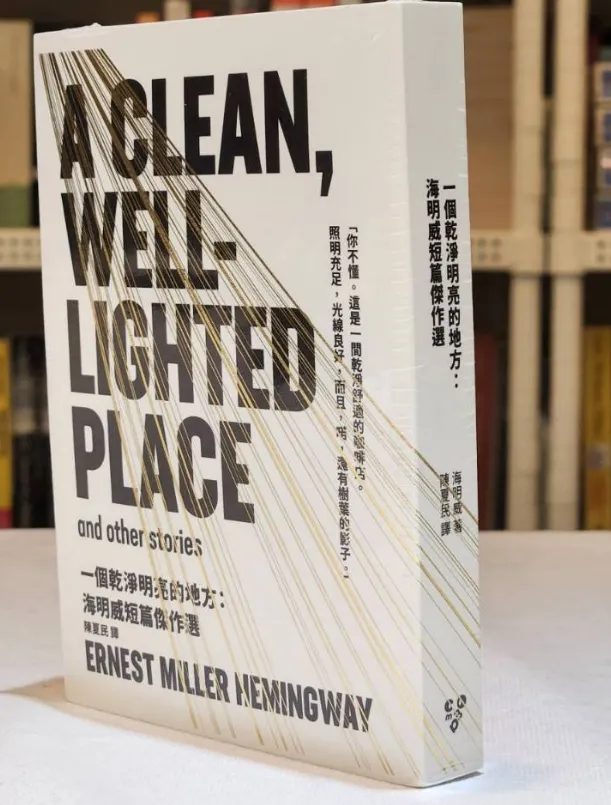 A CLEAN,
WELL-
LIGHTED
PLACE
and other stories
「你不懂。這是一間乾淨舒適的咖啡店。
照明充足,光線良好,而且,喏,還有樹葉的影子。」
一個乾淨明亮的地方:
海明威短篇傑作選
陳夏民 譯
ERNEST MILLER HEMINGWAY
一個乾淨明亮的地方:
海明威短篇傑作選
海明威 著
陳夏民 譯